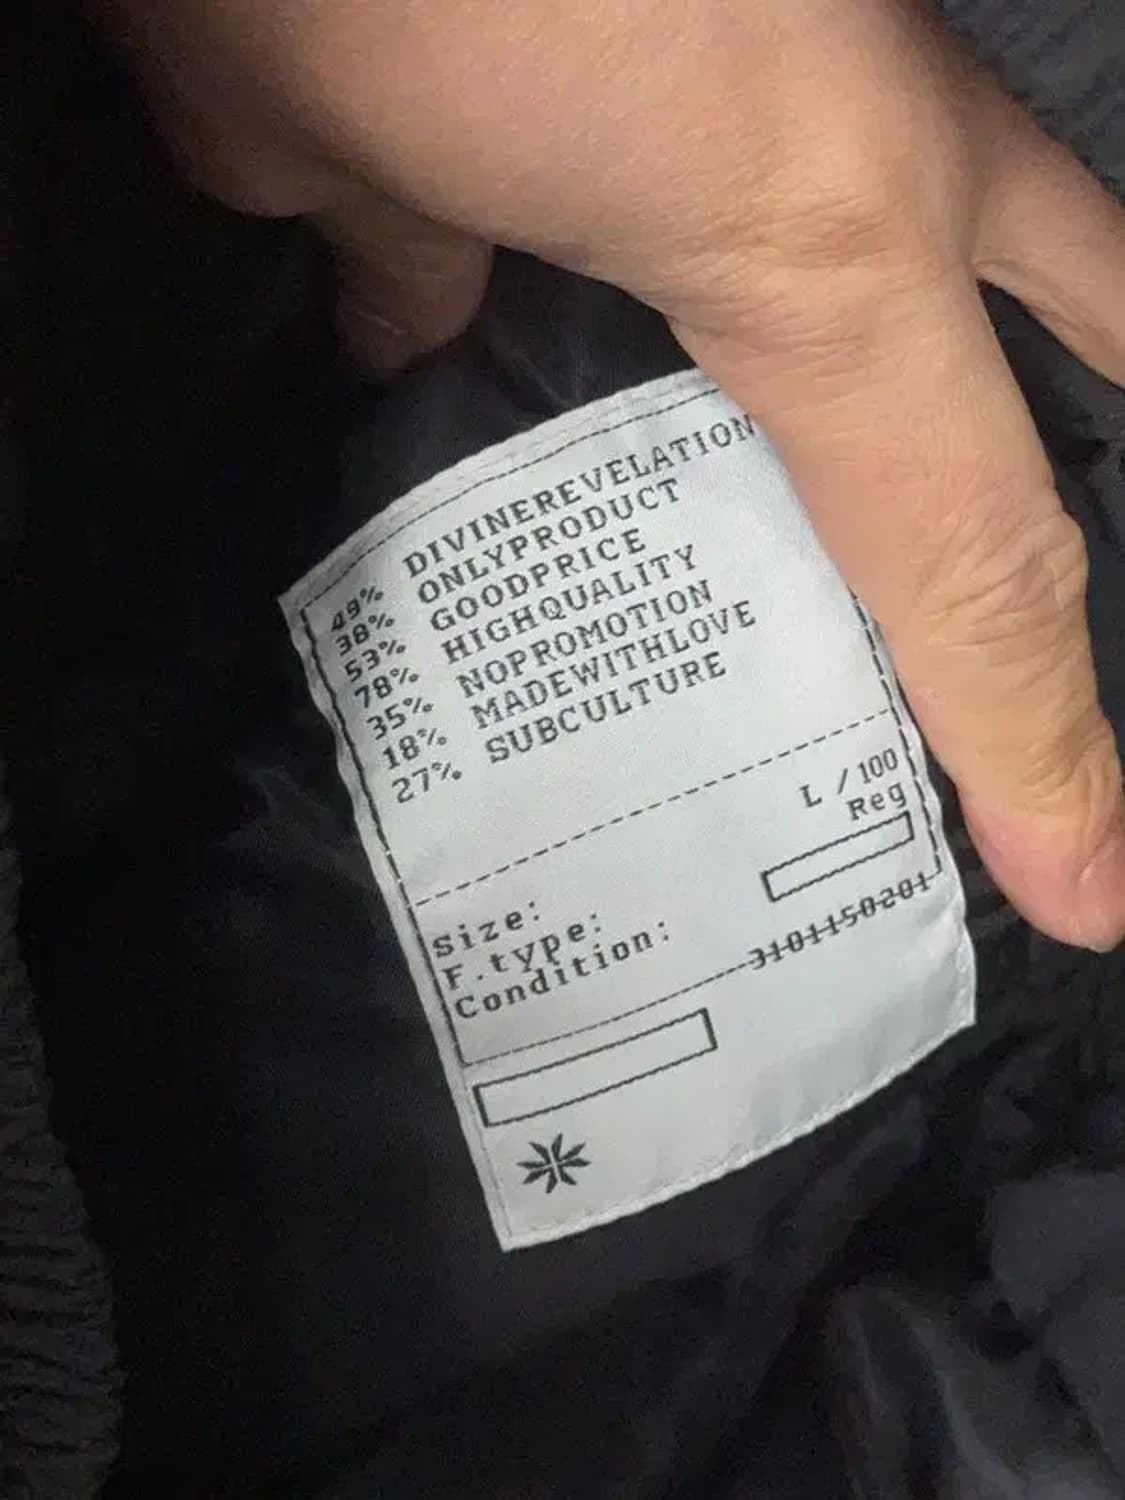 49% DIVINEREVELATION
38% ONLYPRODUCT
53% GOODPRICE
78% HIGHQUALITY
35% NOPROMOTION
18% MADEWITHLOVE
27% SUBCULTURE
Size: L /100
F.type: Reg
Condition:
3101150201